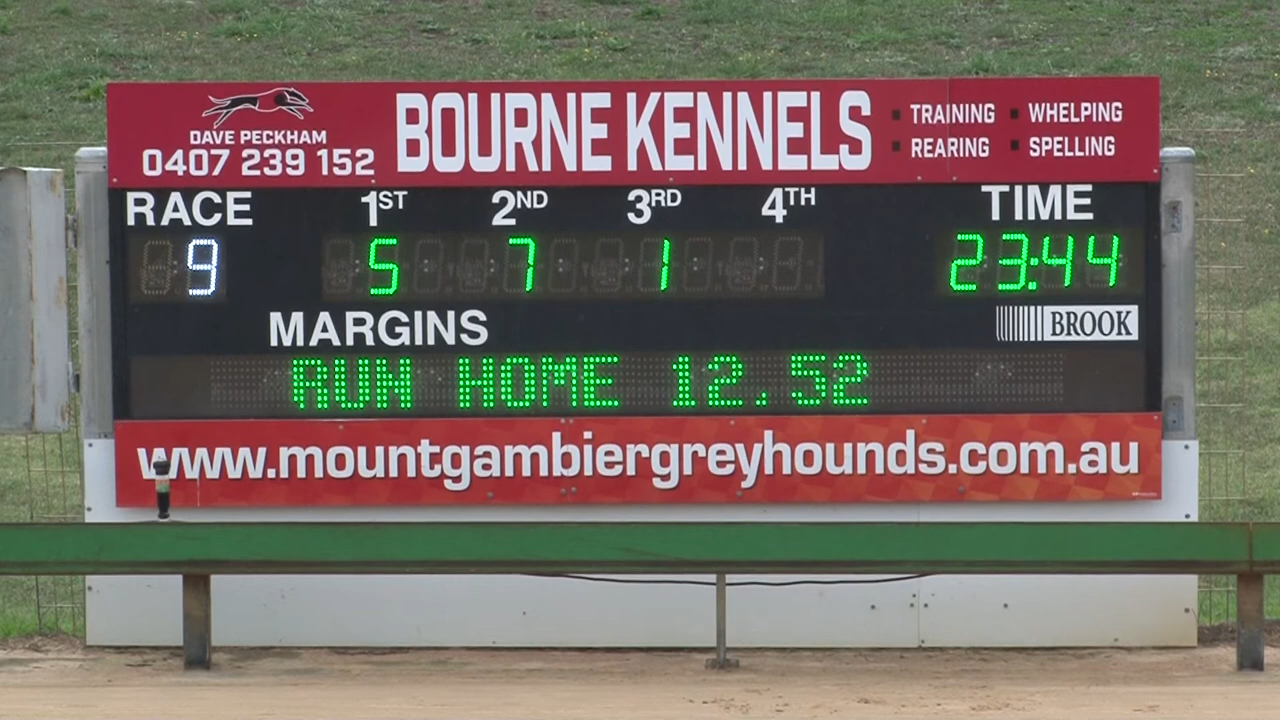 DAVE PECKHAM
0407 239 152
BOURNE KENNELS
TRAINING WHELPING
REARING SPELLING
RACE 1ST 2ND 3RD 4TH TIME
9 5 7 1 23:44
MARGINS
BROOK
RUN HOME 12.52
www.mountgambiergreyhounds.com.au